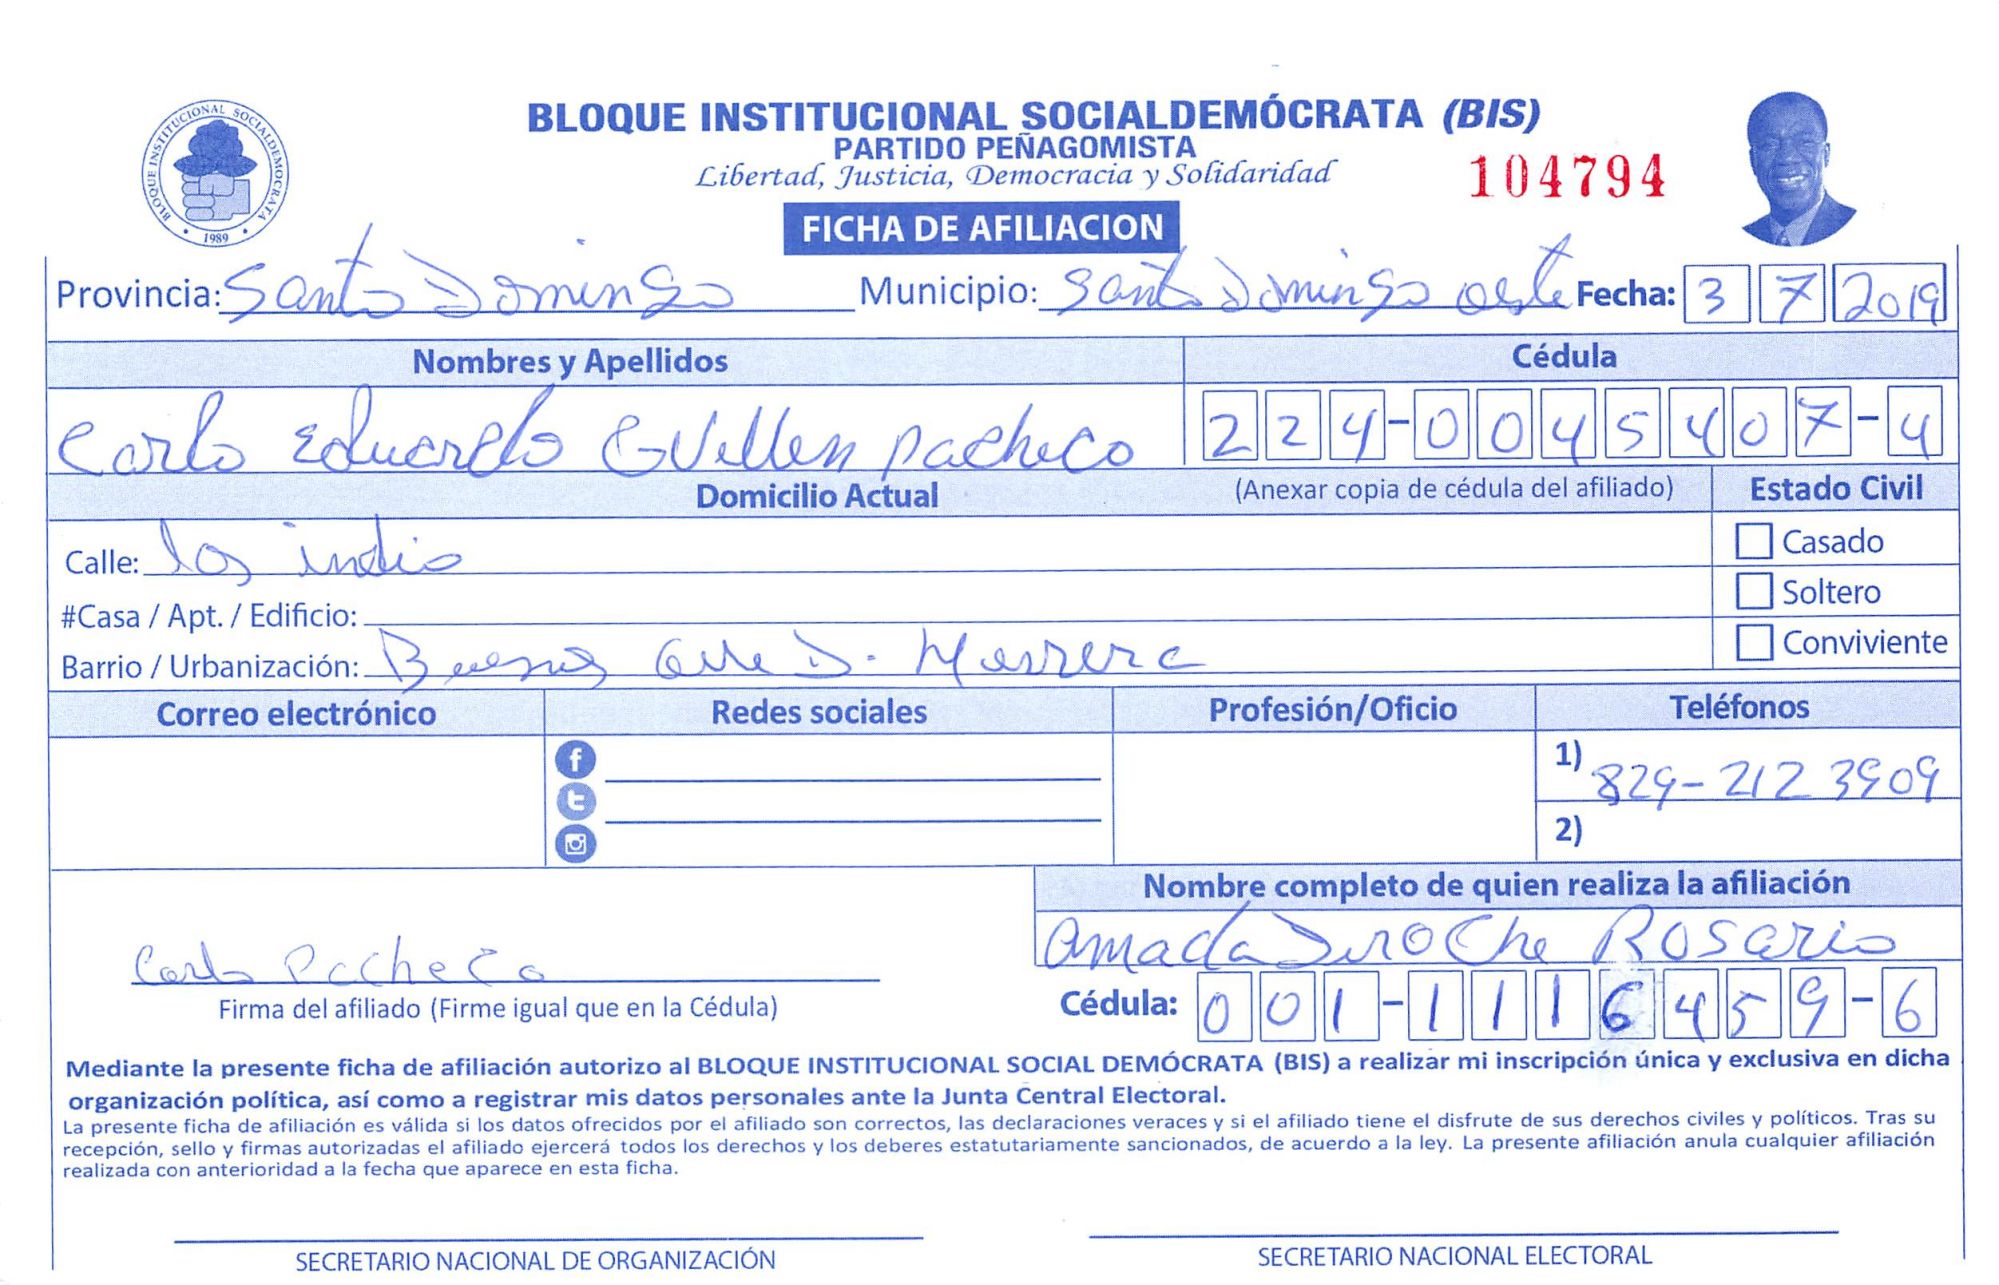 BLOQUE INSTITUCIONAL SOCIALDEMOCRATA
1989
BLOQUE INSTITUCIONAL SOCIALDEMÓCRATA (BIS)
PARTIDO PEÑAGOMISTA
Libertad, Justicia, Democracia y Solidaridad
104794
FICHA DE AFILIACION
Provincia: Santo Domingo Municipio: Santo Domingo oeste Fecha: 3 7 2019
Nombres y Apellidos Cédula
Carlo Eduardo Guillen pacheco 224-0045407-4
Domicilio Actual (Anexar copia de cédula del afiliado) Estado Civil
Calle: los indio Casado
#Casa / Apt. / Edificio: Soltero
Barrio / Urbanización: D. Herrera Conviviente
Correo electrónico Redes sociales Profesión/Oficio Teléfonos
1) 829-212 3909
2)
Nombre completo de quien realiza la afiliación
Amada Rosario
Carlo Pacheco
Firma del afiliado (Firme igual que en la Cédula) Cédula: 001-1116459-6
Mediante la presente ficha de afiliación autorizo al BLOQUE INSTITUCIONAL SOCIAL DEMÓCRATA (BIS) a realizar mi inscripción única y exclusiva en dicha
organización política, así como a registrar mis datos personales ante la Junta Central Electoral.
La presente ficha de afiliación es válida si los datos ofrecidos por el afiliado son correctos, las declaraciones veraces y si el afiliado tiene el disfrute de sus derechos civiles y políticos. Tras su
recepción, sello y firmas autorizadas el afiliado ejercerá todos los derechos y los deberes estatutariamente sancionados, de acuerdo a la ley. La presente afiliación anula cualquier afiliación
realizada con anterioridad a la fecha que aparece en esta ficha.
SECRETARIO NACIONAL DE ORGANIZACIÓN SECRETARIO NACIONAL ELECTORAL